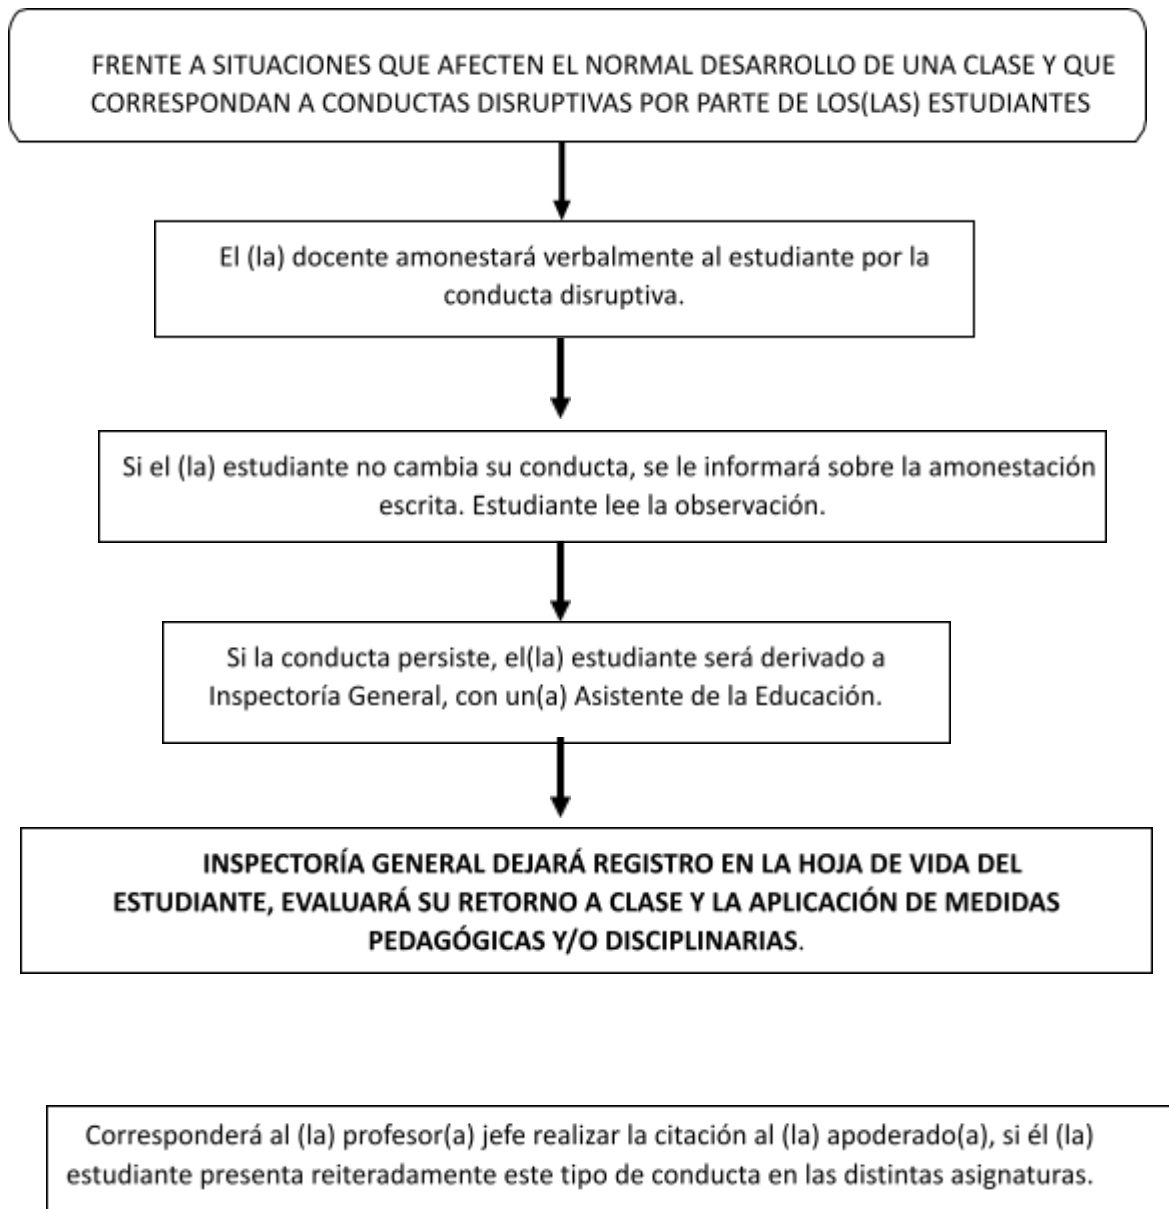 FRENTE A SITUACIONES QUE AFECTEN EL NORMAL DESARROLLO DE UNA CLASE Y QUE
CORRESPONDAN A CONDUCTAS DISRUPTIVAS POR PARTE DE LOS(LAS) ESTUDIANTES
El (la) docente amonestará verbalmente al estudiante por la
conducta disruptiva.
Si el (la) estudiante no cambia su conducta, se le informará sobre la amonestación
escrita. Estudiante lee la observación.
Si la conducta persiste, el(la) estudiante será derivado a
Inspectoría General, con un(a) Asistente de la Educación.
INSPECTORÍA GENERAL DEJARÁ REGISTRO EN LA HOJA DE VIDA DEL
ESTUDIANTE, EVALUARÁ SU RETORNO A CLASE Y LA APLICACIÓN DE MEDIDAS
PEDAGÓGICAS Y/O DISCIPLINARIAS.
Corresponderá al (la) profesor(a) jefe realizar la citación al (la) apoderado(a), si él (la)
estudiante presenta reiteradamente este tipo de conducta en las distintas asignaturas.